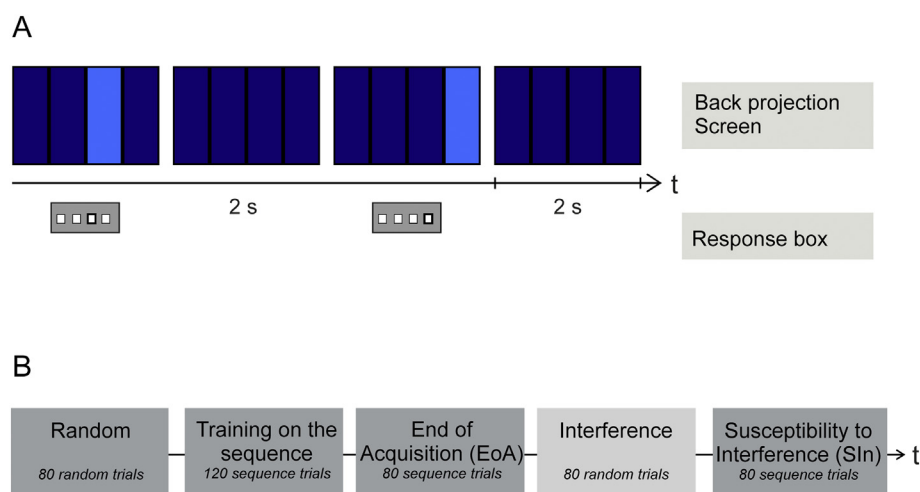 A
Back projection
Screen
t
2 s
2 s
Response box
B
Random
80 random trials
Training on the
sequence
120 sequence trials
End of
Acquisition (EoA)
80 sequence trials
Interference
80 random trials
Susceptibility to
Interference (SIn)
80 sequence trials
t